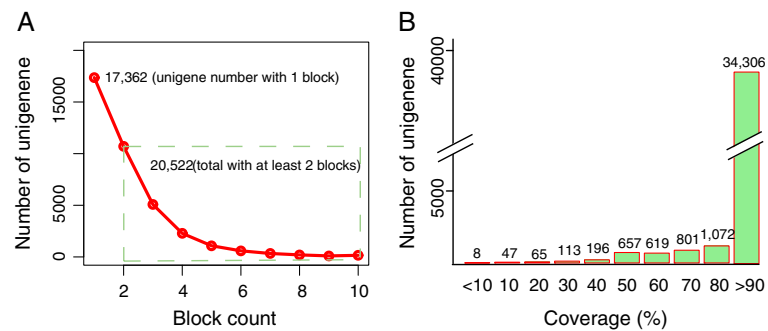 A
Number of unigenene
0
5000
15000
17,362 (unigene number with 1 block)
20,522(total with at least 2 blocks)
2 4 6 8 10
Block count
B
Number of unigenene
5000
40000
8 47 65 113 196 657 619 801 1,072 34,306
<10 10 20 30 40 50 60 70 80 >90
Coverage (%)